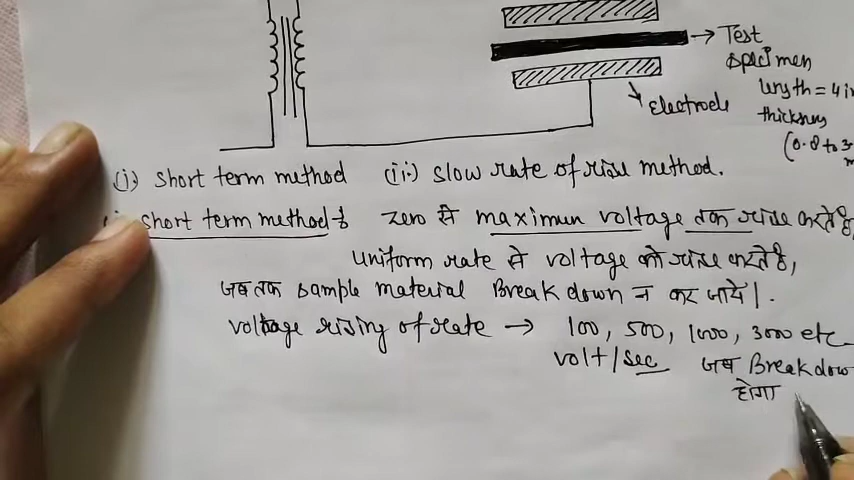 Test
specimen
length = 4 in
thickness
(0.8 to 3
m
Electrode
(i) short term method (ii) slow rate of rise method.
short term method :- zero से maximum voltage तक राइज करते है,
uniform rate से voltage को राइज करते है,
जब तक sample material Break down न कर जाये।
voltage rising of rate → 100, 500, 1000, 3000 etc
volt/sec जब Breakdow
होगा